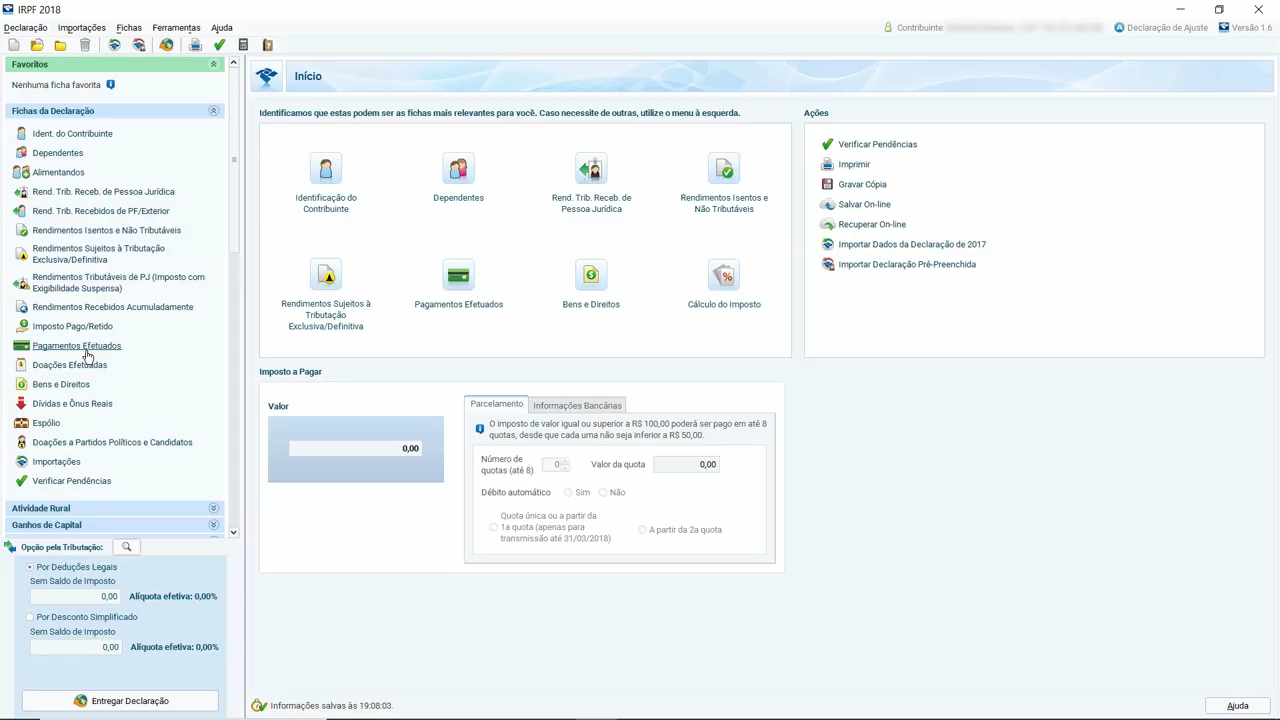 IRPF 2018
Declaração Importações Fichas Ferramentas Ajuda
Contribuinte
Declaração de Ajuste
Versão 1.6
Favoritos
Nenhuma ficha favorita
Fichas da Declaração
Ident. do Contribuinte
Dependentes
Alimentandos
Rend. Trib. Receb. de Pessoa Jurídica
Rend. Trib. Recebidos de PF/Exterior
Rendimentos Isentos e Não Tributáveis
Rendimentos Sujeitos à Tributação
Exclusiva/Definitiva
Rendimentos Tributáveis de PJ (Imposto com
Exigibilidade Suspensa)
Rendimentos Recebidos Acumuladamente
Imposto Pago/Retido
Pagamentos Efetuados
Doações Efetuadas
Bens e Direitos
Dívidas e Ônus Reais
Espólio
Doações a Partidos Políticos e Candidatos
Importações
Verificar Pendências
Atividade Rural
Ganhos de Capital
Opção pela Tributação:
Por Deduções Legais
Sem Saldo de Imposto
0,00 Alíquota efetiva: 0,00%
Por Desconto Simplificado
Sem Saldo de Imposto
0,00 Alíquota efetiva: 0,00%
Entregar Declaração
Início
Identificamos que estas podem ser as fichas mais relevantes para você. Caso necessite de outras, utilize o menu à esquerda.
Identificação do
Contribuinte
Dependentes
Rend. Trib. Receb. de
Pessoa Jurídica
Rendimentos Isentos e
Não Tributáveis
Rendimentos Sujeitos à
Tributação
Exclusiva/Definitiva
Pagamentos Efetuados
Bens e Direitos
Cálculo do Imposto
Ações
Verificar Pendências
Imprimir
Gravar Cópia
Salvar On-line
Recuperar On-line
Importar Dados da Declaração de 2017
Importar Declaração Pré-Preenchida
Imposto a Pagar
Valor
0,00
Parcelamento Informações Bancárias
O imposto de valor igual ou superior a R$ 100,00 poderá ser pago em até 8
quotas, desde que cada uma não seja inferior a R$ 50,00.
Número de
quotas (até 8)
0
Valor da quota
0,00
Débito automático Sim Não
Quota única ou a partir da
1a quota (apenas para
transmissão até 31/03/2018)
A partir da 2a quota
Informações salvas às 19:08:03.
Ajuda